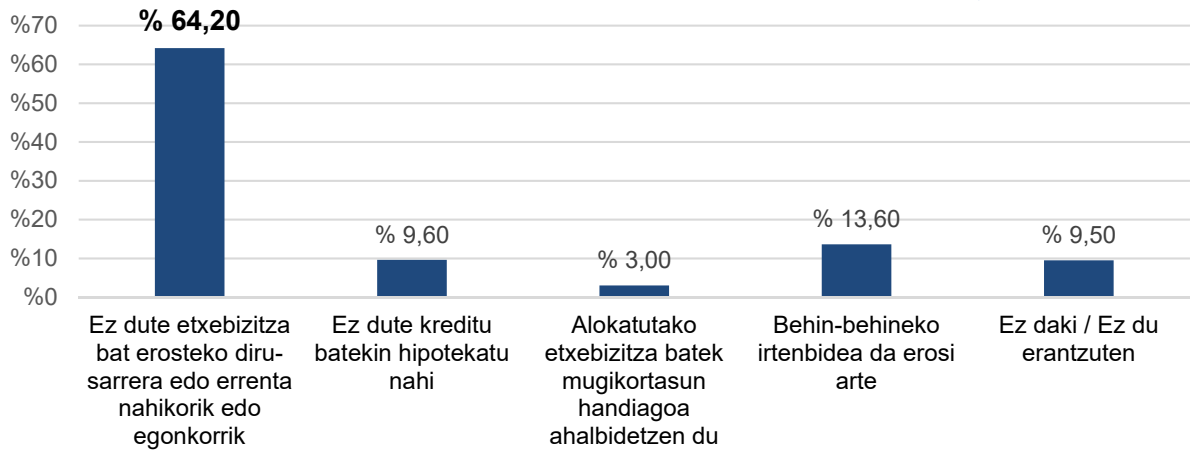 %70
%60
%50
%40
%30
%20
%10
%0
% 64,20
% 9,60
% 3,00
% 13,60
% 9,50
Ez dute etxebizitza
bat erosteko diru-
sarrera edo errenta
nahikorik edo
egonkorrik
Ez dute kreditu
batekin hipotekatu
nahi
Alokatutako
etxebizitza batek
mugikortasun
handiagoa
ahalbidetzen du
Behin-behineko
irtenbidea da erosi
arte
Ez daki / Ez du
erantzuten